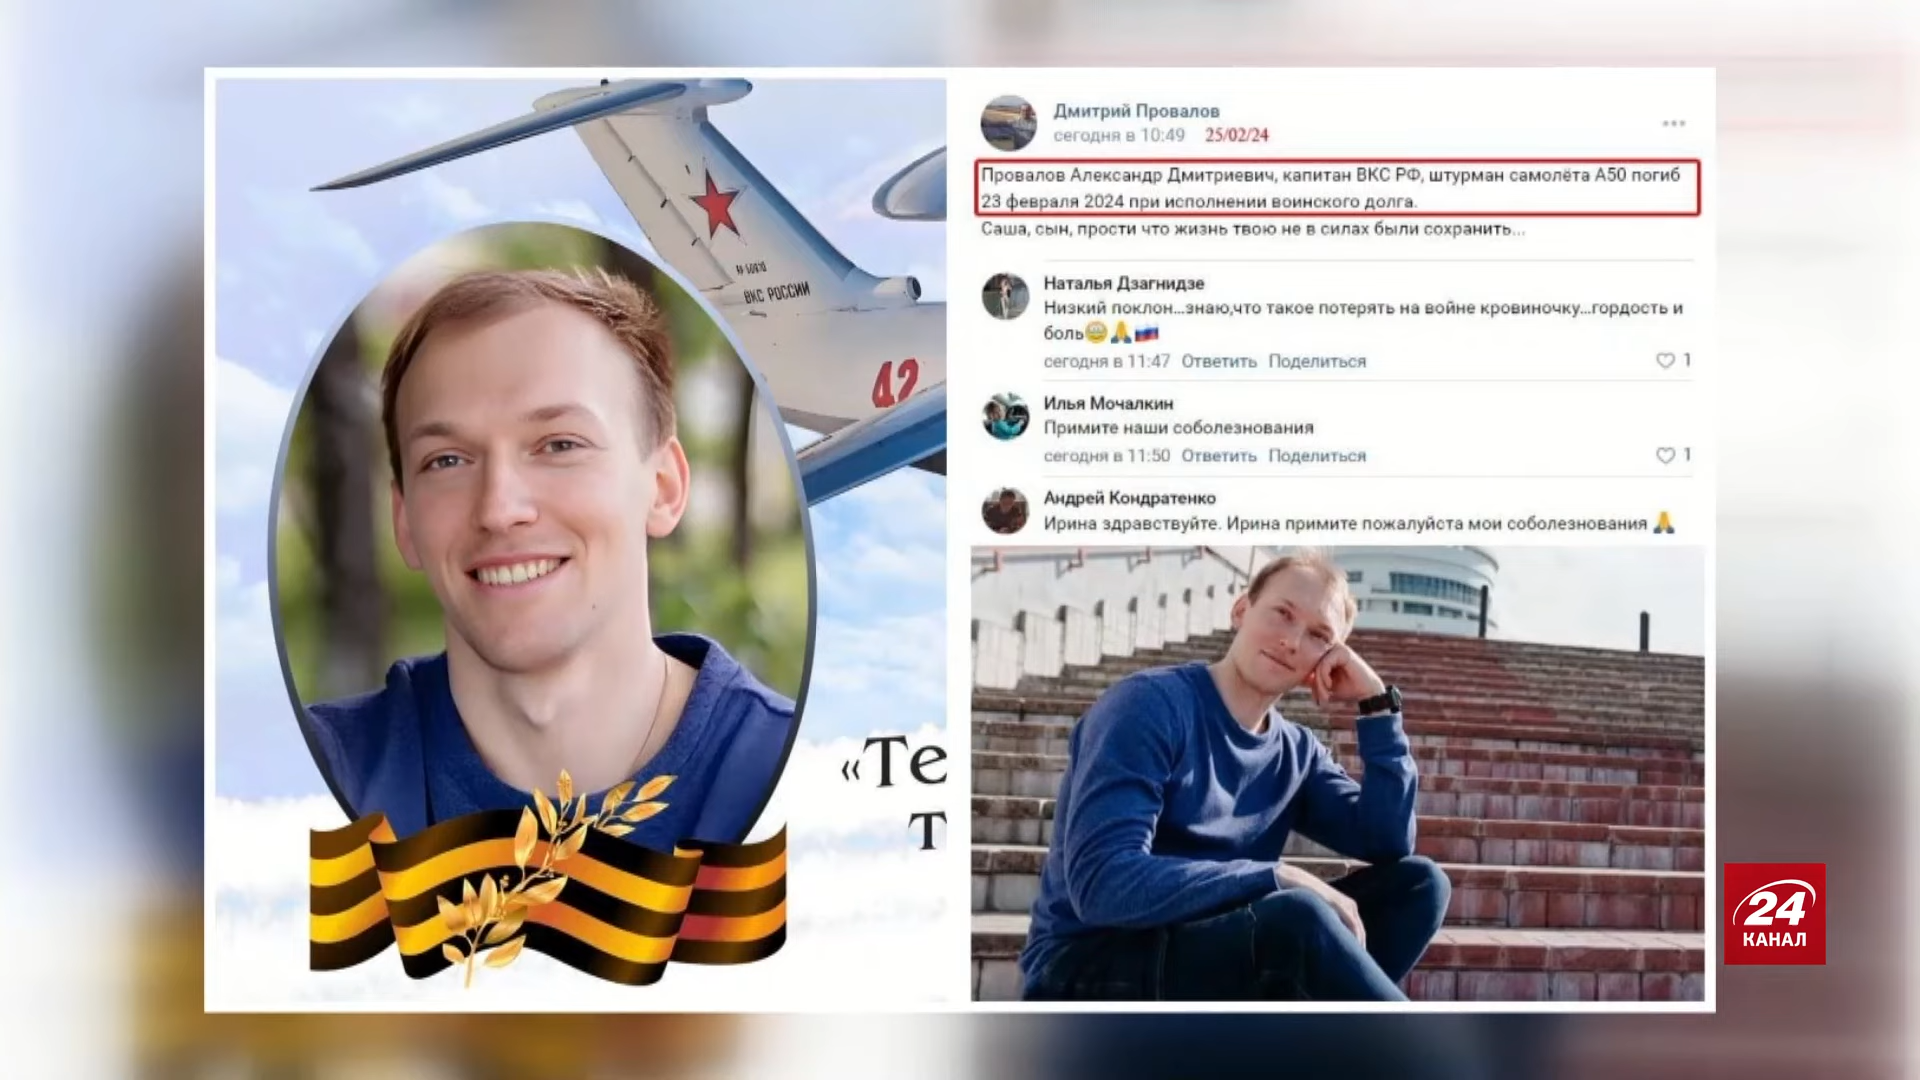 ВКС РОССИИ
42
«Те
т
Дмитрий Провалов
сегодня в 10:49 25/02/24
Провалов Александр Дмитриевич, капитан ВКС РФ, штурман самолёта А50 погиб
23 февраля 2024 при исполнении воинского долга.
Саша, сын, прости что жизнь твою не в силах были сохранить...
Наталья Дзагнидзе
Низкий поклон...знаю,что такое потерять на войне кровиночку...гордость и
боль
сегодня в 11:47 Ответить Поделиться 1
Илья Мочалкин
Примите наши соболезнования
сегодня в 11:50 Ответить Поделиться 1
Андрей Кондратенко
Ирина здравствуйте. Ирина примите пожалуйста мои соболезнования
24
КАНАЛ